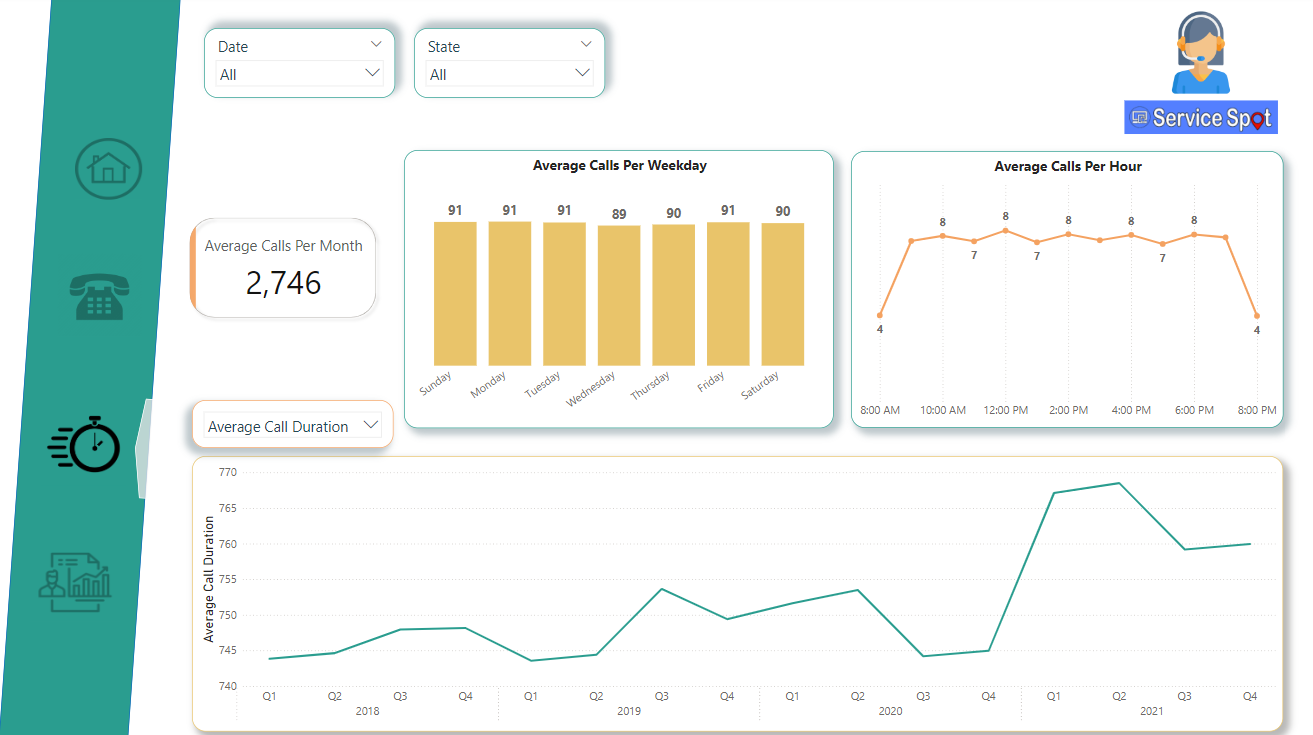 Date
All
State
All
Service Spot
Average Calls Per Month
2,746
Average Calls Per Weekday
91 91 91 89 90 91 90
Sunday Monday Tuesday Wednesday Thursday Friday Saturday
Average Calls Per Hour
8 8 8 8 8
7 7 7
4 4
8:00 AM 10:00 AM 12:00 PM 2:00 PM 4:00 PM 6:00 PM 8:00 PM
Average Call Duration
Average Call Duration
770
765
760
755
750
745
740
Q1 Q2 Q3 Q4 Q1 Q2 Q3 Q4 Q1 Q2 Q3 Q4 Q1 Q2 Q3 Q4
2018 2019 2020 2021